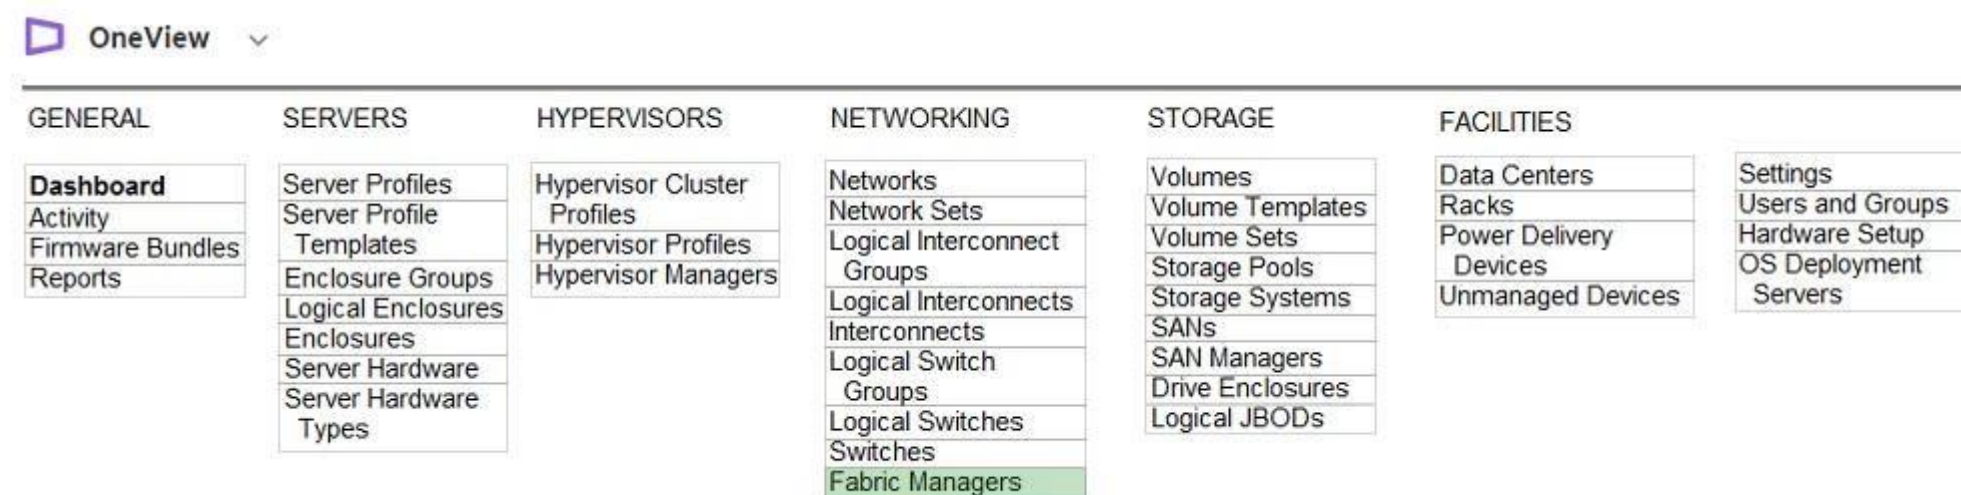 OneView
GENERAL
Dashboard
Activity
Firmware Bundles
Reports
SERVERS
Server Profiles
Server Profile
Templates
Enclosure Groups
Logical Enclosures
Enclosures
Server Hardware
Server Hardware
Types
HYPERVISORS
Hypervisor Cluster
Profiles
Hypervisor Profiles
Hypervisor Managers
NETWORKING
Networks
Network Sets
Logical Interconnect
Groups
Logical Interconnects
Interconnects
Logical Switch
Groups
Logical Switches
Switches
Fabric Managers
STORAGE
Volumes
Volume Templates
Volume Sets
Storage Pools
Storage Systems
SANs
SAN Managers
Drive Enclosures
Logical JBODs
FACILITIES
Data Centers
Racks
Power Delivery
Devices
Unmanaged Devices
Settings
Users and Groups
Hardware Setup
OS Deployment
Servers